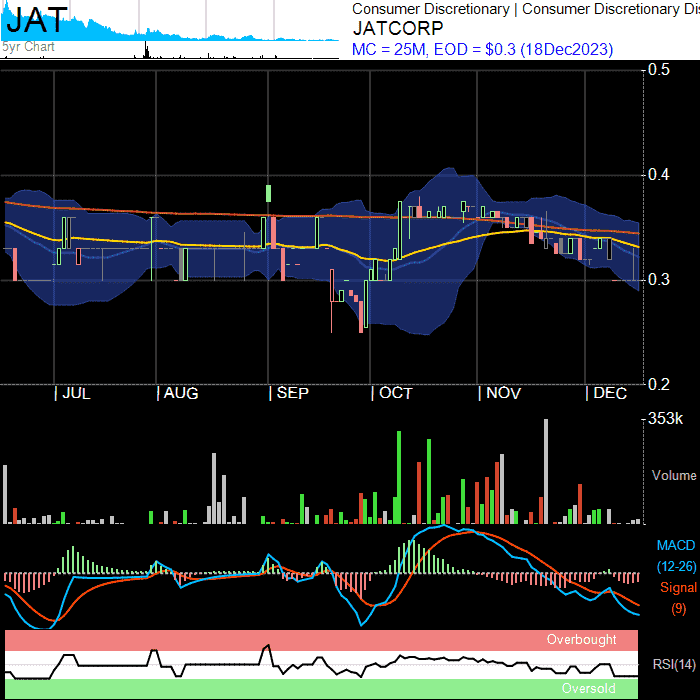 JAT
5yr Chart
Consumer Discretionary | Consumer Discretionary Dis
JATCORP
MC = 25M, EOD = $0.3 (18Dec2023)
0.5
0.4
0.3
0.2
| JUL | AUG | SEP | OCT | NOV | DEC
353k
Volume
MACD
(12-26)
Signal
(9)
Overbought
RSI(14)
Oversold